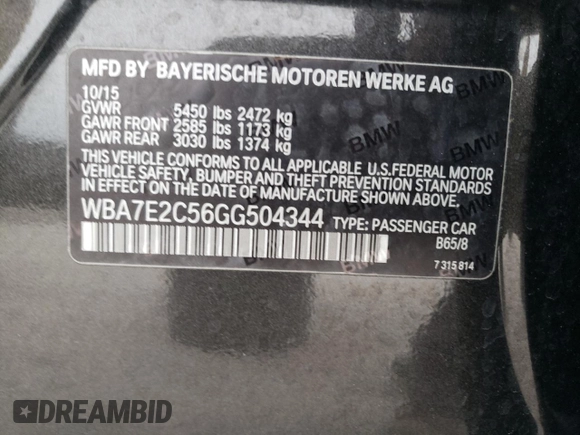 MFD BY BAYERISCHE MOTOREN WERKE AG
10/15
GVWR 5450 lbs 2472 kg
GAWR FRONT 2585 lbs 1173 kg
GAWR REAR 3030 lbs 1374 kg
THIS VEHICLE CONFORMS TO ALL APPLICABLE U.S.FEDERAL MOTOR
VEHICLE SAFETY, BUMPER AND THEFT PREVENTION STANDARDS
IN EFFECT ON THE DATE OF MANUFACTURE SHOWN ABOVE.
WBA7E2C56GG504344 TYPE: PASSENGER CAR
B65/8
7 315 814
BMW
BMW
BMW
DREAMBID